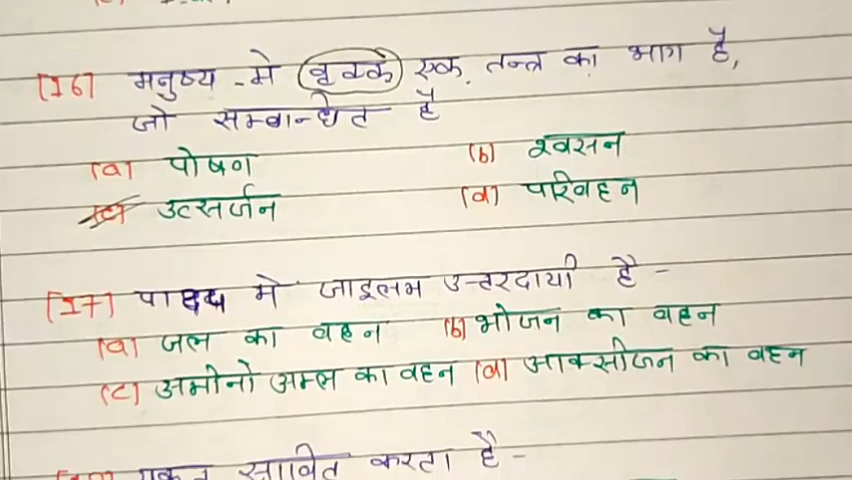 (16) मनुष्य में वृक्क एक तन्त्र का भाग है,
जो सम्बन्धित है
(a) पोषण (b) श्वसन
(c) उत्सर्जन (d) परिवहन
(17) पादप में जाइलम उत्तरदायी है -
(a) जल का वहन (b) भोजन का वहन
(c) अमीनो अम्ल का वहन (d) आक्सीजन का वहन
स्रावित करता है -